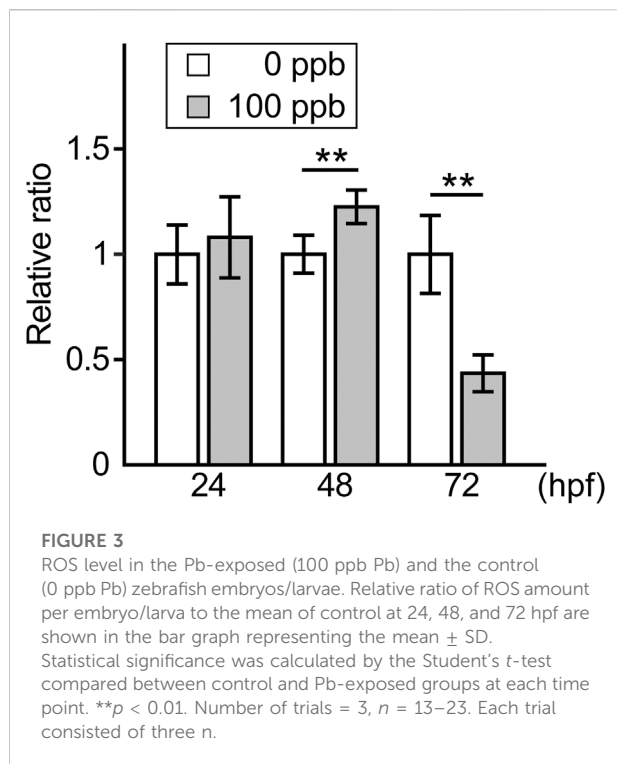 0 ppb
100 ppb
Relative ratio
1.5
**
**
1
0.5
0
24 48 72 (hpf)
FIGURE 3
ROS level in the Pb-exposed (100 ppb Pb) and the control
(0 ppb Pb) zebrafish embryos/larvae. Relative ratio of ROS amount
per embryo/larva to the mean of control at 24, 48, and 72 hpf are
shown in the bar graph representing the mean ± SD.
Statistical significance was calculated by the Student's t-test
compared between control and Pb-exposed groups at each time
point. **p < 0.01. Number of trials = 3, n = 13–23. Each trial
consisted of three n.